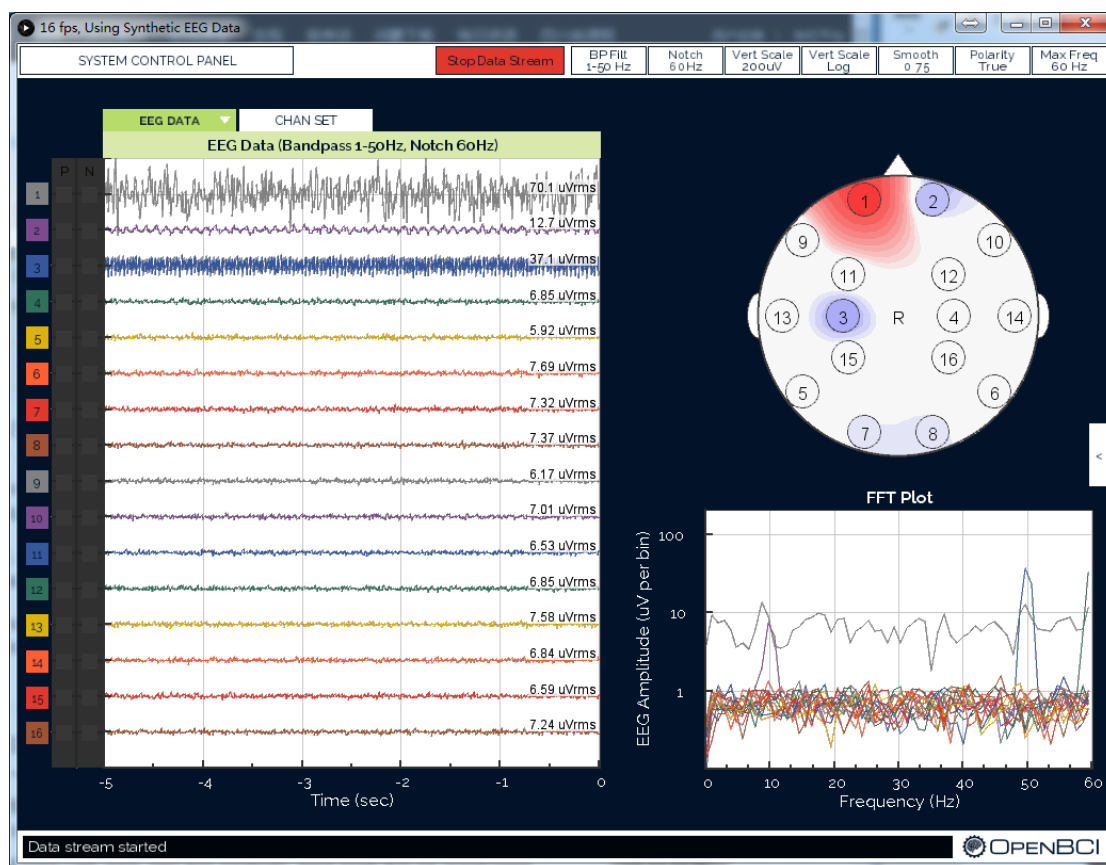 16 fps, Using Synthetic EEG Data
SYSTEM CONTROL PANEL
Stop Data Stream
BP Filt
1-50 Hz
Notch
60Hz
Vert Scale
200uV
Vert Scale
Log
Smooth
0.75
Polarity
True
Max Freq
60 Hz
EEG DATA
CHAN SET
EEG Data (Bandpass 1-50Hz, Notch 60Hz)
P N
1 70.1 uVrms
2 12.7 uVrms
3 37.1 uVrms
4 6.85 uVrms
5 5.92 uVrms
6 7.69 uVrms
7 7.32 uVrms
8 7.37 uVrms
9 6.17 uVrms
10 7.01 uVrms
11 6.53 uVrms
12 6.85 uVrms
13 7.58 uVrms
14 6.84 uVrms
15 6.59 uVrms
16 7.24 uVrms
-5 -4 -3 -2 -1 0
Time (sec)
1 2
9 10
11 12
13 3 R 4 14
15 16
5 6
7 8
<
FFT Plot
EEG Amplitude (uV per bin)
100
10
1
0 10 20 30 40 50 60
Frequency (Hz)
Data stream started
OPENBCI